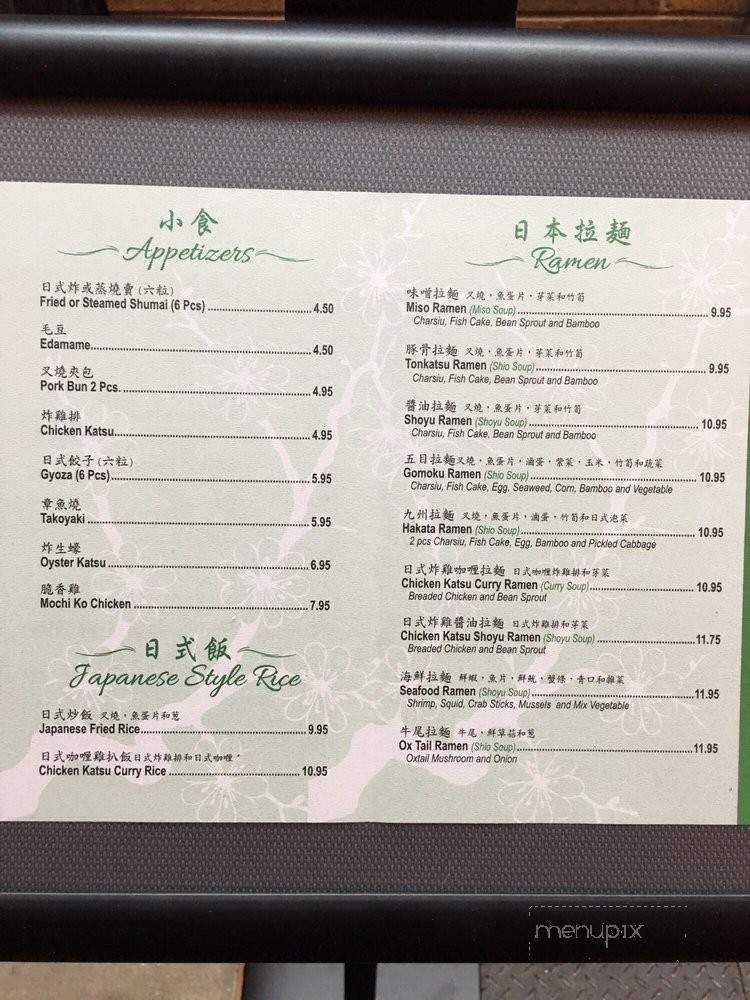 小食
Appetizers
日式炸或蒸燒賣 (六粒)
Fried or Steamed Shumai (6 Pcs) ........ 4.50
毛豆
Edamame........ 4.50
叉燒夾包
Pork Bun 2 Pcs. ........ 4.95
炸雞排
Chicken Katsu........ 4.95
日式餃子 (六粒)
Gyoza (6 Pcs)........ 5.95
章魚燒
Takoyaki ........ 5.95
炸生蠔
Oyster Katsu ........ 6.95
脆香雞
Mochi Ko Chicken ........ 7.95
日式飯
Japanese Style Rice
日式炒飯 叉燒，魚蛋片和蔥
Japanese Fried Rice........ 9.95
日式咖喱雞扒飯 日式炸雞排和日式咖喱
Chicken Katsu Curry Rice ........ 10.95
日本拉麵
Ramen
味噌拉麵 叉燒，魚蛋片，芽菜和竹筍
Miso Ramen (Miso Soup)........ 9.95
Charsiu, Fish Cake, Bean Sprout and Bamboo
豚骨拉麵 叉燒，魚蛋片，芽菜和竹筍
Tonkatsu Ramen (Shio Soup)........ 9.95
Charsiu, Fish Cake, Bean Sprout and Bamboo
醬油拉麵 叉燒，魚蛋片，芽菜和竹筍
Shoyu Ramen (Shoyu Soup) ........ 10.95
Charsiu, Fish Cake, Bean Sprout and Bamboo
五目拉麵 叉燒，魚蛋片，滷蛋，紫菜，玉米，竹筍和蔬菜
Gomoku Ramen (Shio Soup)........ 10.95
Charsiu, Fish Cake, Egg, Seaweed, Corn, Bamboo and Vegetable
九州拉麵 叉燒，魚蛋片，滷蛋，竹筍和日式泡菜
Hakata Ramen (Shio Soup)........ 10.95
2 pcs Charsiu, Fish Cake, Egg, Bamboo and Pickled Cabbage
日式炸雞咖喱拉麵 日式咖喱炸雞排和芽菜
Chicken Katsu Curry Ramen (Curry Soup)........ 10.95
Breaded Chicken and Bean Sprout
日式炸雞醬油拉麵 日式炸雞排和芽菜
Chicken Katsu Shoyu Ramen (Shoyu Soup) ........ 11.75
Breaded Chicken and Bean Sprout
海鮮拉麵 鮮蝦，魚片，鮮魷，蟹條，青口和雜菜
Seafood Ramen (Shoyu Soup)........ 11.95
Shrimp, Squid, Crab Sticks, Mussels and Mix Vegetable
牛尾拉麵 牛尾，鮮草菇和蔥
Ox Tail Ramen (Shio Soup)........ 11.95
Oxtail Mushroom and Onion
menupix